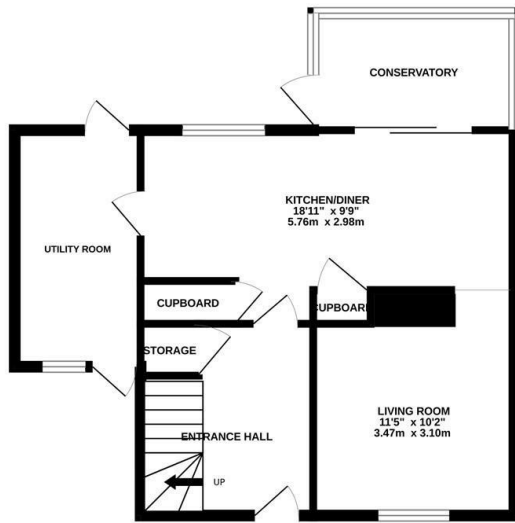 CONSERVATORY
KITCHEN/DINER
18'11" x 9'9"
5.76m x 2.98m
UTILITY ROOM
CUPBOARD
CUPBOARD
STORAGE
LIVING ROOM
11'5" x 10'2"
3.47m x 3.10m
ENTRANCE HALL
UP